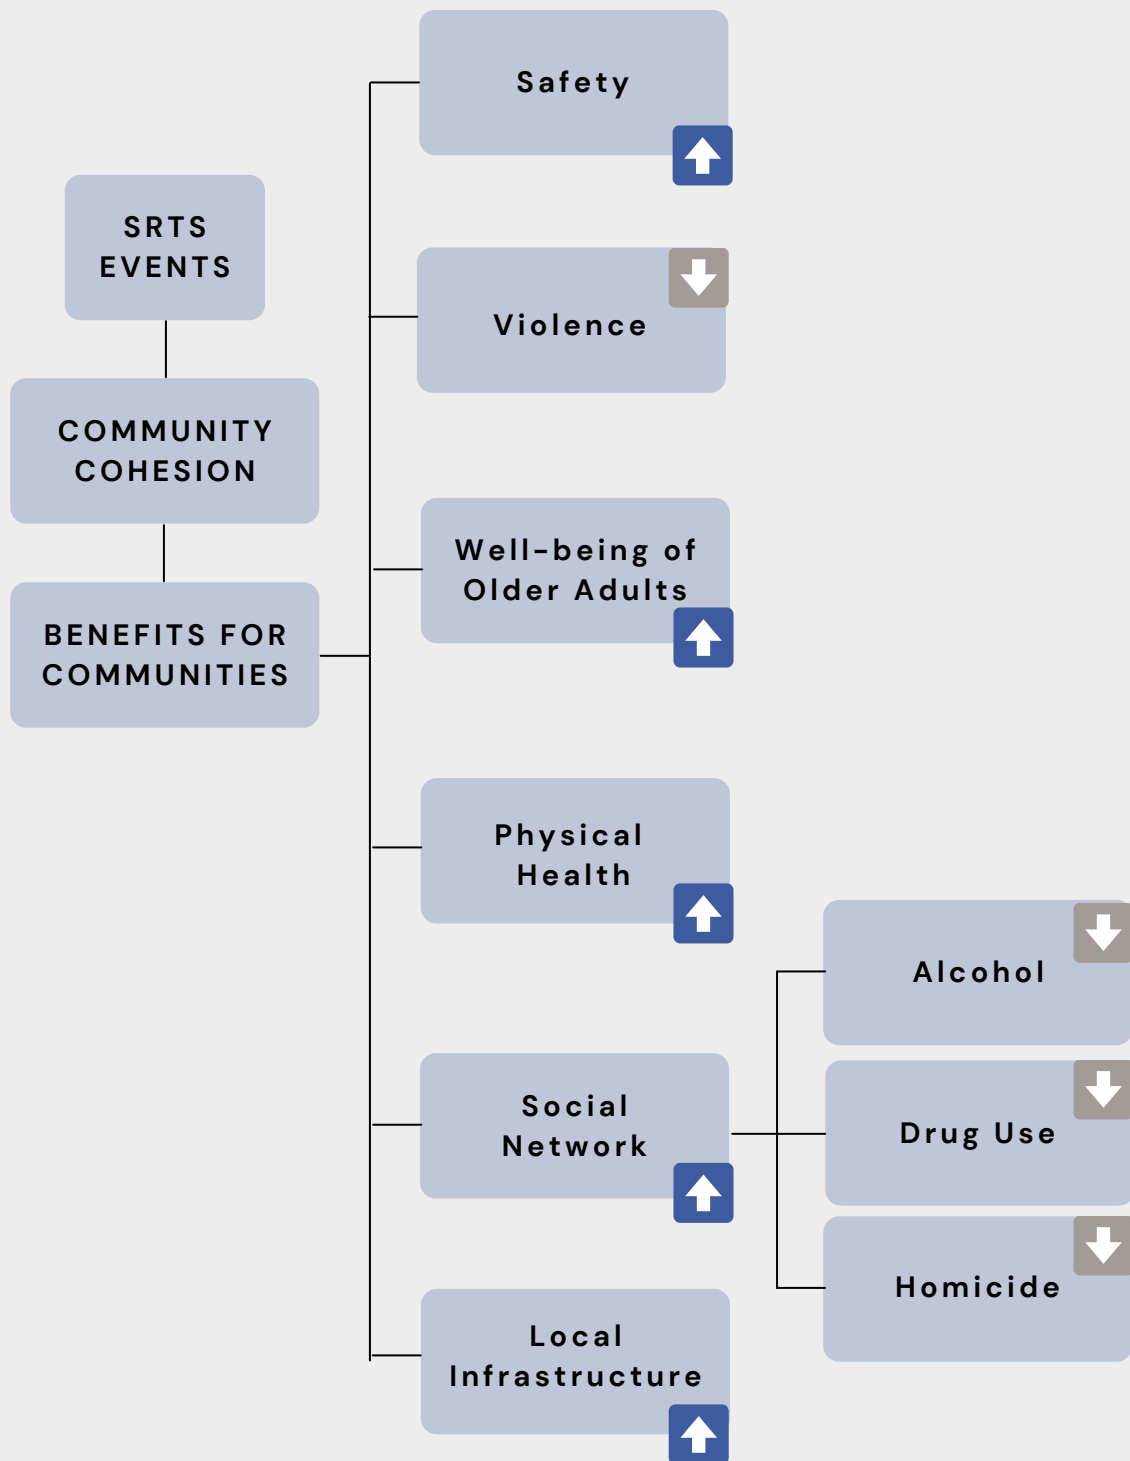 SRTS
EVENTS
COMMUNITY
COHESION
BENEFITS FOR
COMMUNITIES
Safety
Violence
Well-being of
Older Adults
Physical
Health
Social
Network
Local
Infrastructure
Alcohol
Drug Use
Homicide